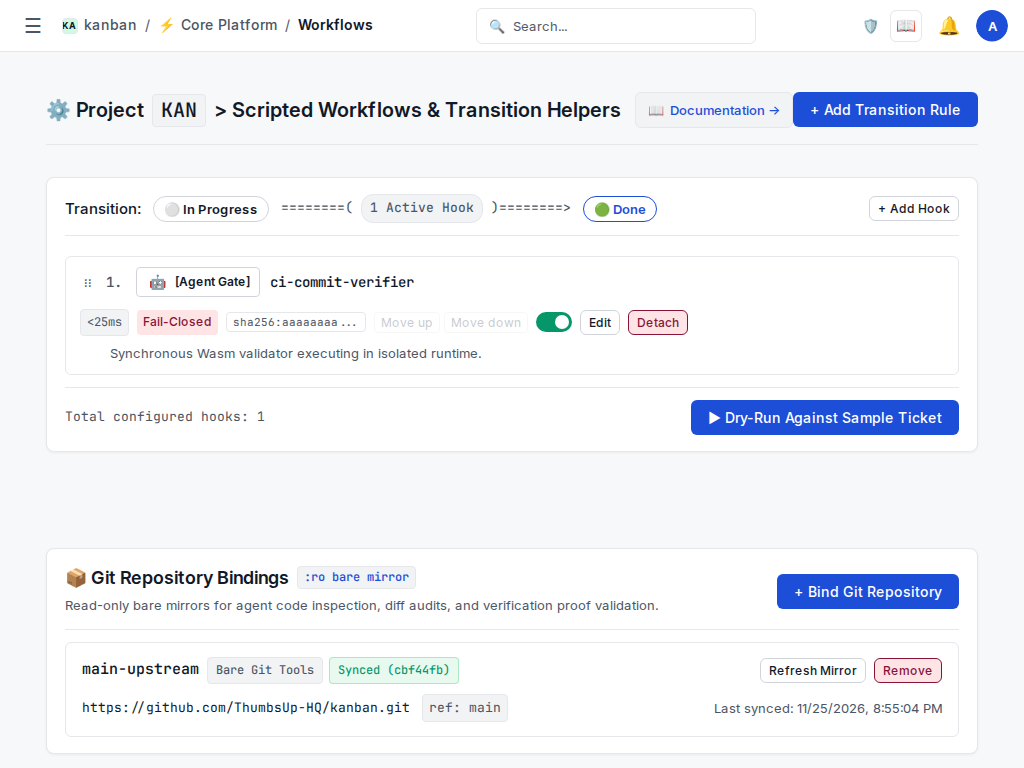 ☰ KA kanban / ⚡ Core Platform / Workflows 🔍 Search... 🛡️ 📖 🔔 A
⚙️ Project KAN > Scripted Workflows & Transition Helpers 📖 Documentation → + Add Transition Rule
Transition: ⚪ In Progress ========( 1 Active Hook )========> 🟢 Done + Add Hook
⠿ 1. 🤖 [Agent Gate] ci-commit-verifier
<25ms Fail-Closed sha256:aaaaaaaa... Move up Move down Edit Detach
Synchronous Wasm validator executing in isolated runtime.
Total configured hooks: 1 ▶ Dry-Run Against Sample Ticket
📦 Git Repository Bindings :ro bare mirror
Read-only bare mirrors for agent code inspection, diff audits, and verification proof validation.
+ Bind Git Repository
main-upstream Bare Git Tools Synced (cbf44fb) Refresh Mirror Remove
https://github.com/ThumbsUp-HQ/kanban.git ref: main Last synced: 11/25/2026, 8:55:04 PM